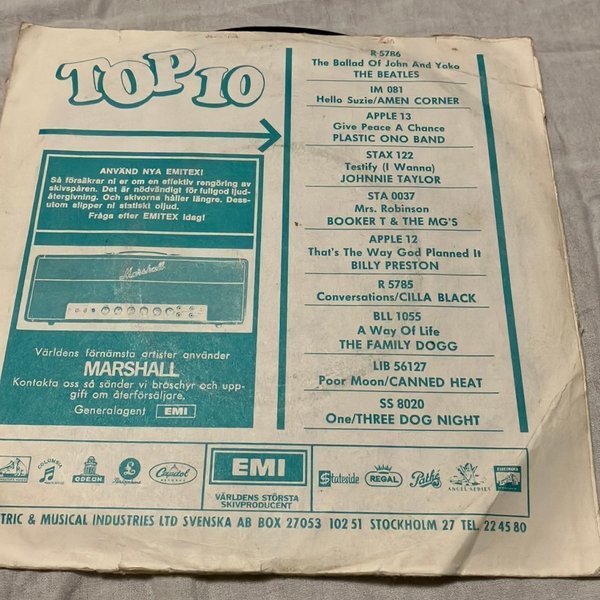 TOP 10
ANVÄND NYA EMITEX!
Så försäkrar ni er om en effektiv rengöring av
skivspåren. Det är nödvändigt för fullgod ljud-
återgivning. Och skivorna håller längre. Dess-
utom slipper ni statiskt oljud.
Fråga efter EMITEX idag!
Marshall
Världens förnämsta artister använder
MARSHALL
Kontakta oss så sänder vi broschyr och upp-
gift om återförsäljare.
Generalagent EMI
R 5786
The Ballad Of John And Yoko
THE BEATLES
IM 081
Hello Suzie/AMEN CORNER
APPLE 13
Give Peace A Chance
PLASTIC ONO BAND
STAX 122
Testify (I Wanna)
JOHNNIE TAYLOR
STA 0037
Mrs. Robinson
BOOKER T & THE MG'S
APPLE 12
That's The Way God Planned It
BILLY PRESTON
R 5785
Conversations/CILLA BLACK
BLL 1055
A Way Of Life
THE FAMILY DOGG
LIB 56127
Poor Moon/CANNED HEAT
SS 8020
One/THREE DOG NIGHT
COLUMBIA
ODEON
Parlophone
Capitol
RECORDS
EMI
VÄRLDENS STÖRSTA
SKIVPRODUCENT
Stateside
REGAL
Pathé
ANGEL SERIES
TRIC & MUSICAL INDUSTRIES LTD SVENSKA AB BOX 27053 102 51 STOCKHOLM 27 TEL. 22 45 80